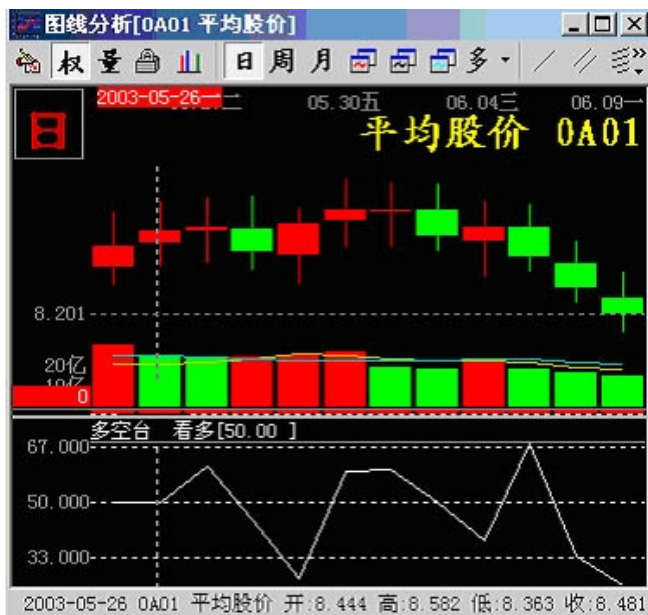 图线分析[0A01 平均股价]
权 量 日 周 月 多
2003-05-26一 二 05.30五 06.04三 06.09一
日 平均股价 0A01
8.201
20亿
10亿
0
多空台 看多[50.00 ]
67.000
50.000
33.000
2003-05-26 0A01 平均股价 开:8.444 高:8.582 低:8.363 收:8.481